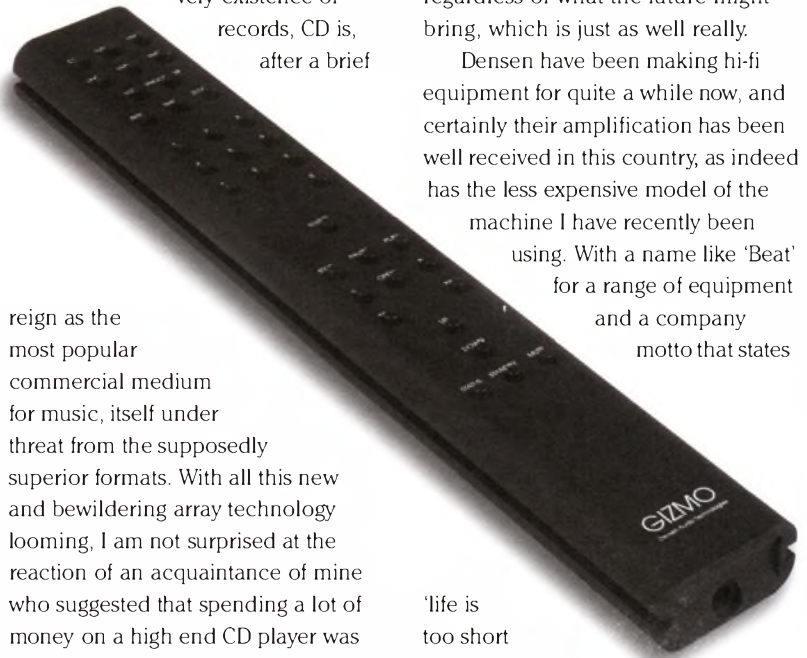 very existence of
records, CD is,
after a brief
reign as the
most popular
commercial medium
for music, itself under
threat from the supposedly
superior formats. With all this new
and bewildering array technology
looming, I am not surprised at the
reaction of an acquaintance of mine
who suggested that spending a lot of
money on a high end CD player was
regardless of what the future might
bring, which is just as well really.
Densen have been making hi-fi
equipment for quite a while now, and
certainly their amplification has been
well received in this country, as indeed
has the less expensive model of the
machine I have recently been
using. With a name like ‘Beat’
for a range of equipment
and a company
motto that states
‘life is
too short
GIZMO
Densen Audio Technologies